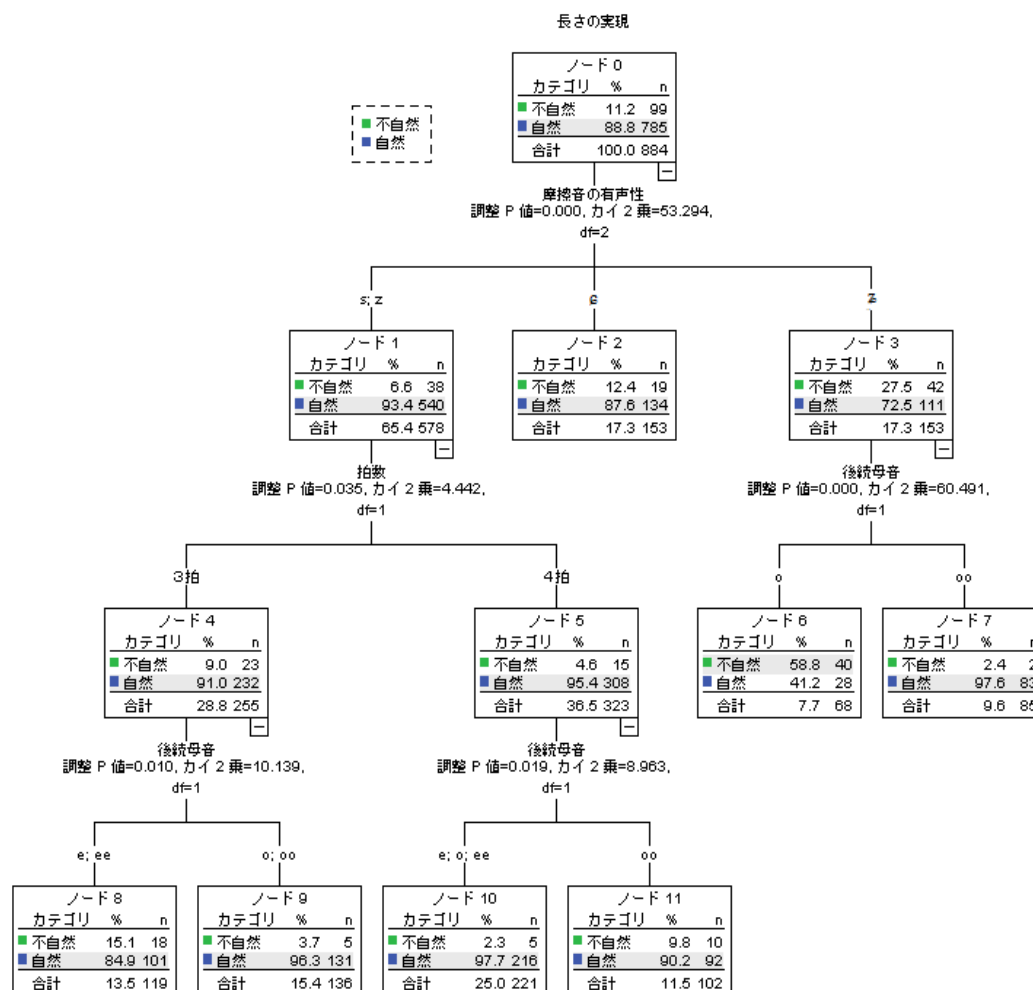 長さの実現
不自然
自然
ノード 0
カテゴリ % n
不自然 11.2 99
自然 88.8 785
合計 100.0 884
摩擦音の有声性
調整 P 値=0.000, カイ 2 乗=53.294,
df=2
s; z
ノード 1
カテゴリ % n
不自然 6.6 38
自然 93.4 540
合計 65.4 578
ノード 2
カテゴリ % n
不自然 12.4 19
自然 87.6 134
合計 17.3 153
ノード 3
カテゴリ % n
不自然 27.5 42
自然 72.5 111
合計 17.3 153
拍数
調整 P 値=0.035, カイ 2 乗=4.442,
df=1
後続母音
調整 P 値=0.000, カイ 2 乗=60.491,
df=1
3拍
4拍
o
oo
ノード 4
カテゴリ % n
不自然 9.0 23
自然 91.0 232
合計 28.8 255
ノード 5
カテゴリ % n
不自然 4.6 15
自然 95.4 308
合計 36.5 323
ノード 6
カテゴリ % n
不自然 58.8 40
自然 41.2 28
合計 7.7 68
ノード 7
カテゴリ % n
不自然 2.4 2
自然 97.6 83
合計 9.6 85
後続母音
調整 P 値=0.010, カイ 2 乗=10.139,
df=1
後続母音
調整 P 値=0.019, カイ 2 乗=8.963,
df=1
e; ee
o; oo
e; o; ee
oo
ノード 8
カテゴリ % n
不自然 15.1 18
自然 84.9 101
合計 13.5 119
ノード 9
カテゴリ % n
不自然 3.7 5
自然 96.3 131
合計 15.4 136
ノード 10
カテゴリ % n
不自然 2.3 5
自然 97.7 216
合計 25.0 221
ノード 11
カテゴリ % n
不自然 9.8 10
自然 90.2 92
合計 11.5 102